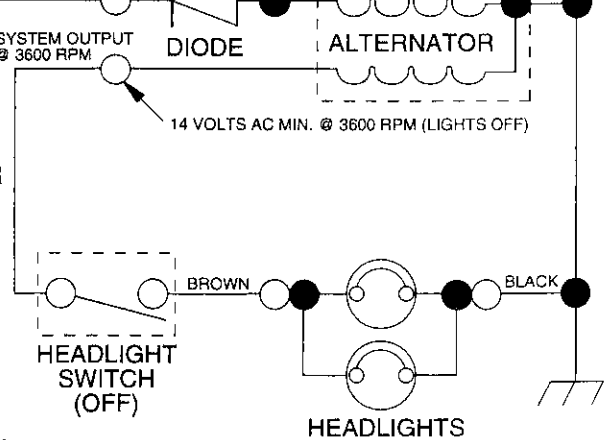 SYSTEM OUTPUT
@ 3600 RPM
DIODE
ALTERNATOR
14 VOLTS AC MIN. @ 3600 RPM (LIGHTS OFF)
BROWN
BLACK
HEADLIGHT
SWITCH
(OFF)
HEADLIGHTS